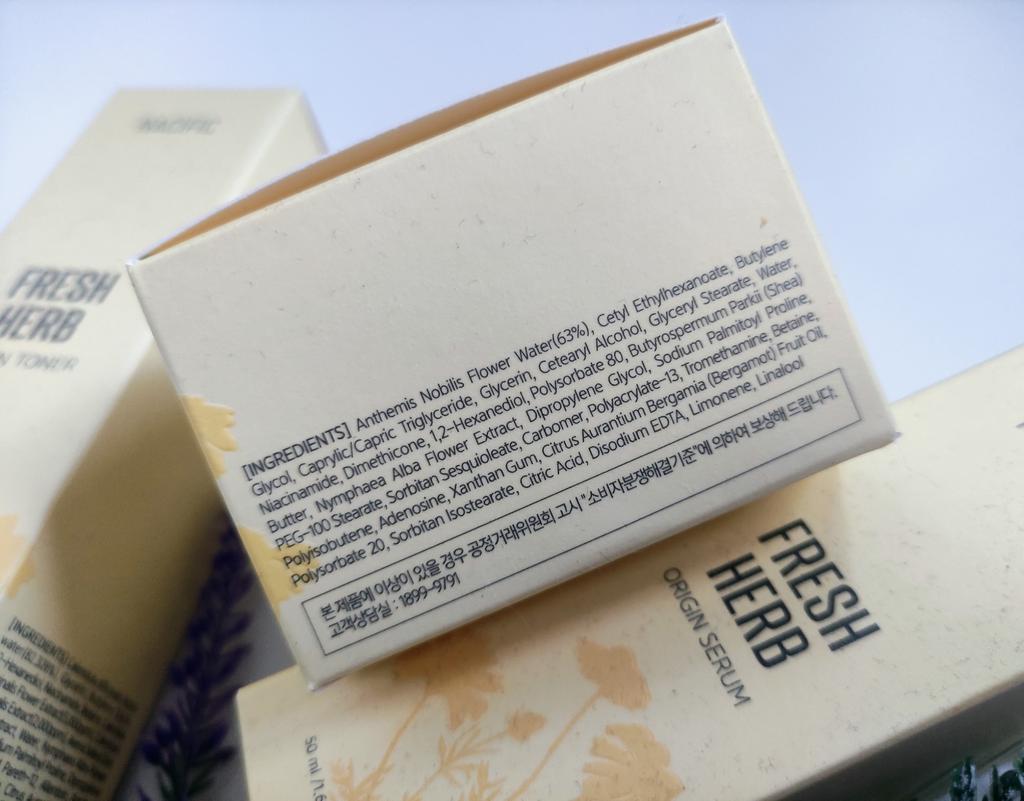 NACIFIC
FRESH
HERB
TONER
[INGREDIENTS] Anthemis Nobilis Flower Water(63%), Cetyl Ethylhexanoate, Butylene
Glycol, Caprylic/Capric Triglyceride, Glycerin, Cetearyl Alcohol, Glyceryl Stearate, Water,
Niacinamide, Dimethicone, 1,2-Hexanediol, Polysorbate 80, Butyrospermum Parkii (Shea)
Butter, Nymphaea Alba Flower Extract, Dipropylene Glycol, Sodium Palmitoyl Proline,
PEG-100 Stearate, Sorbitan Sesquioleate, Carbomer, Polyacrylate-13, Tromethamine, Betaine,
Polyisobutene, Adenosine, Xanthan Gum, Citrus Aurantium Bergamia (Bergamot) Fruit Oil,
Polysorbate 20, Sorbitan Isostearate, Citric Acid, Disodium EDTA, Limonene, Linalool
본 제품에 이상이 있을 경우 공정거래위원회 고시 "소비자분쟁해결기준"에 의하여 보상해 드립니다.
고객상담실 : 1899-9791
FRESH
HERB
ORIGIN SERUM
50 ml /1.6
[INGREDIENTS]